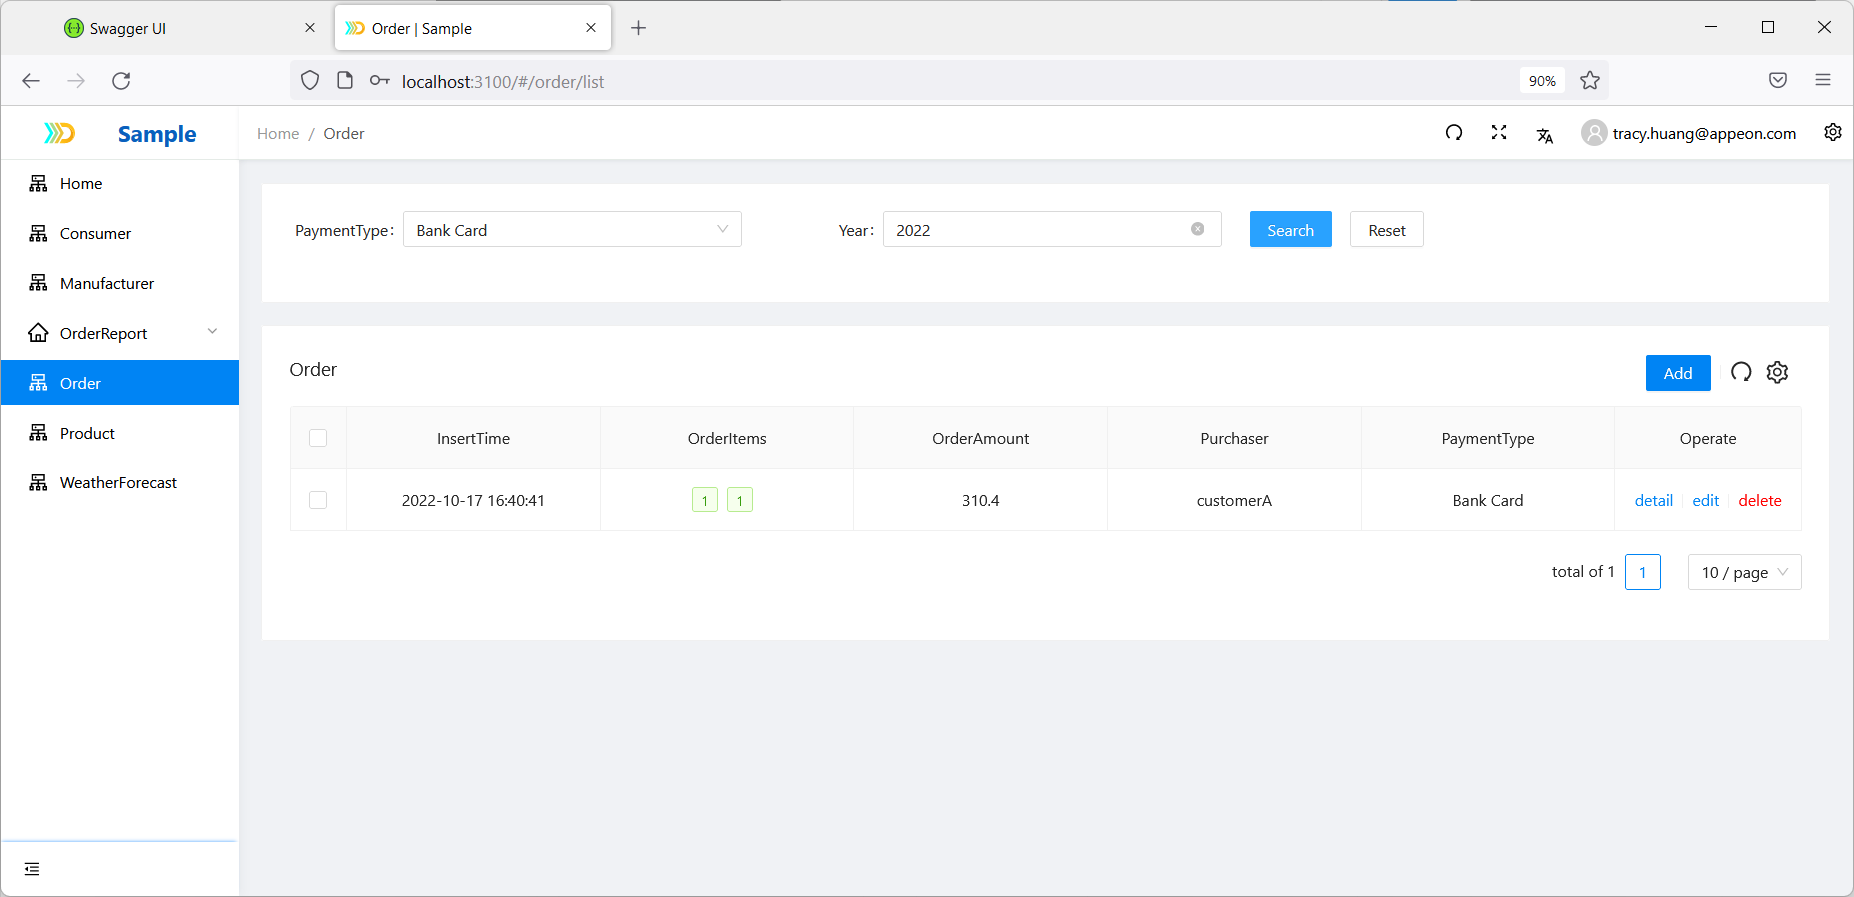 Swagger UI
Order | Sample
localhost:3100/#/order/list
90%
Sample
Home / Order
tracy.huang@appeon.com
Home
Consumer
Manufacturer
OrderReport
Order
Product
WeatherForecast
PaymentType: Bank Card
Year: 2022
Search
Reset
Order
Add
InsertTime OrderItems OrderAmount Purchaser PaymentType Operate
2022-10-17 16:40:41 1 1 310.4 customerA Bank Card detail edit delete
total of 1 1 10 / page